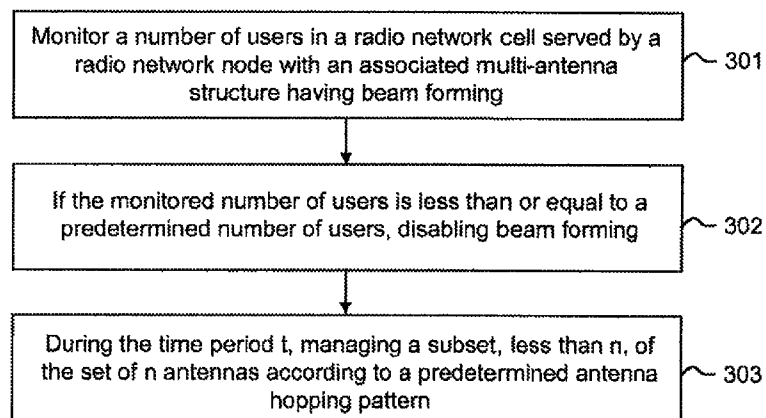 Monitor a number of users in a radio network cell served by a
radio network node with an associated multi-antenna
structure having beam forming
301
If the monitored number of users is less than or equal to a
predetermined number of users, disabling beam forming
302
During the time period t, managing a subset, less than n, of
the set of n antennas according to a predetermined antenna
hopping pattern
303